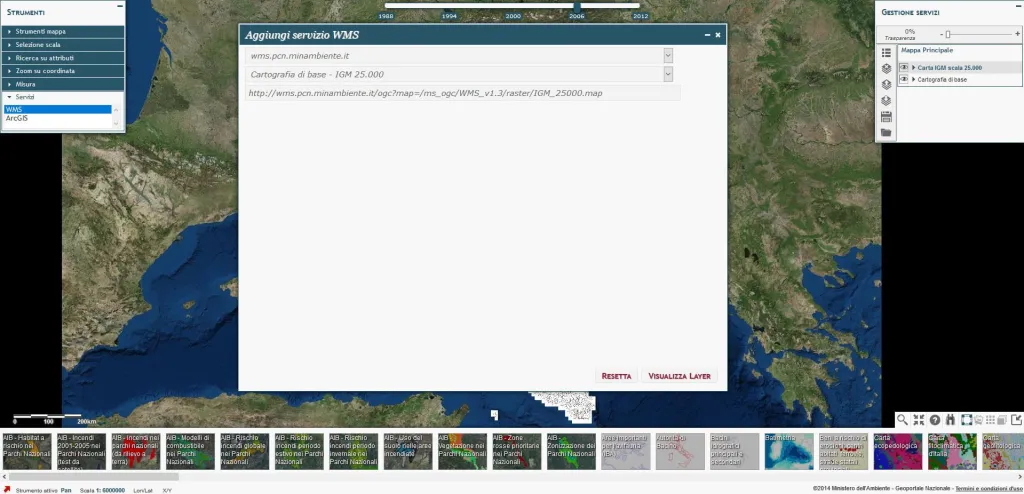 STRUMENTI
Strumenti mappa
Selezione scala
Ricerca su attributi
Zoom su coordinata
Misura
Servizi
WMS
ArcGIS
1988 1994 2000 2006 2012
Aggiungi servizio WMS
wms.pcn.minambiente.it
Cartografia di base - IGM 25.000
http://wms.pcn.minambiente.it/ogc?map=/ms_ogc/WMS_v1.3/raster/IGM_25000.map
RESETTA VISUALIZZA LAYER
GESTIONE SERVIZI
0%
Trasparenza
- +
Mappa Principale
Carta IGM scala 25.000
Cartografia di base
0 100 200km
AIB - Habitat a rischio nei Parchi Nazionali
AIB - Incendi 2001-2005 nei Parchi Nazionali (test da
AIB - Incendi nei parchi nazionali (da rilievo a terra)
AIB - Modelli di combustibile nei Parchi Nazionali
AIB - Rischio incendi globale nei Parchi Nazionali
AIB - Rischio incendi periodo estivo nei Parchi Nazionali
AIB - Rischio incendi periodo invernale nei Parchi Nazionali
AIB - Uso del suolo nelle aree incendiate
AIB - Vegetazione nei Parchi Nazionali
AIB - Zone prioritarie nei Parchi Nazionali
AIB - Zonizzazione dei Parchi Nazionali
Aree importanti per l'avifauna (IBA)
Autorità di Bacino
Bacini idrografici principali e secondari
Batimetria
Carta ecopedologica
Carta fitoclimatica d'Italia
Carta geolitologica
Strumento attivo Pan Scala 1: 6000000 Lon/Lat X/Y
©2014 Ministero dell'Ambiente - Geoportale Nazionale - Termini e condizioni d'uso